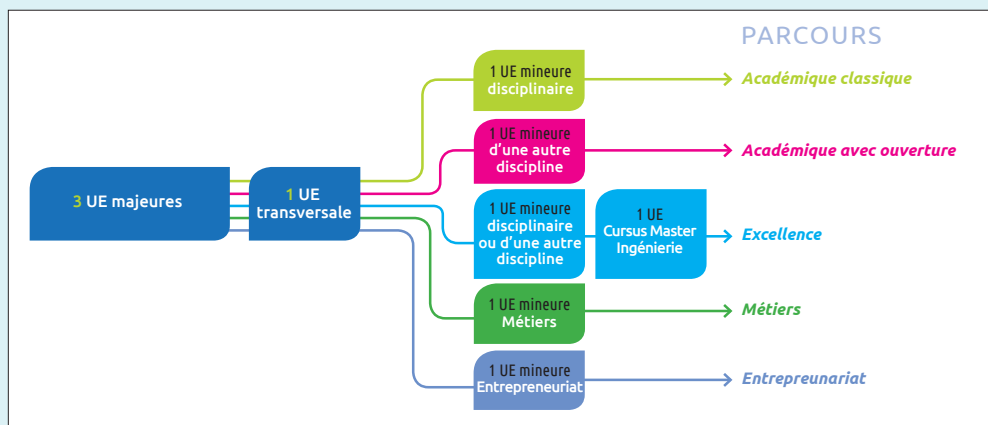 PARCOURS
1 UE mineure
disciplinaire
Académique classique
1 UE mineure
d'une autre
discipline
Académique avec ouverture
3 UE majeures
1 UE
transversale
1 UE mineure
disciplinaire
ou d'une autre
discipline
1 UE
Cursus Master
Ingénierie
Excellence
1 UE mineure
Métiers
Métiers
1 UE mineure
Entrepreneuriat
Entrepreunariat